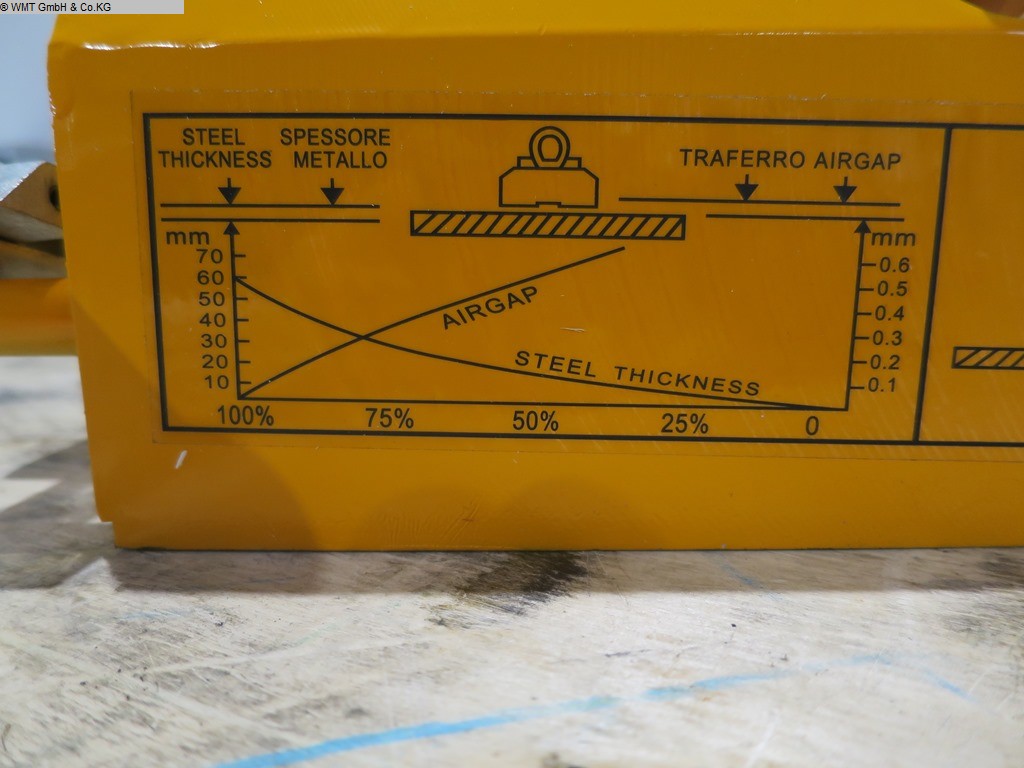 © WMT GmbH & Co.KG
STEEL THICKNESS
SPESSORE METALLO
TRAFERRO AIRGAP
mm
70
60
50
40
30
20
10
AIRGAP
STEEL THICKNESS
mm
0.6
0.5
0.4
0.3
0.2
0.1
100% 75% 50% 25% 0